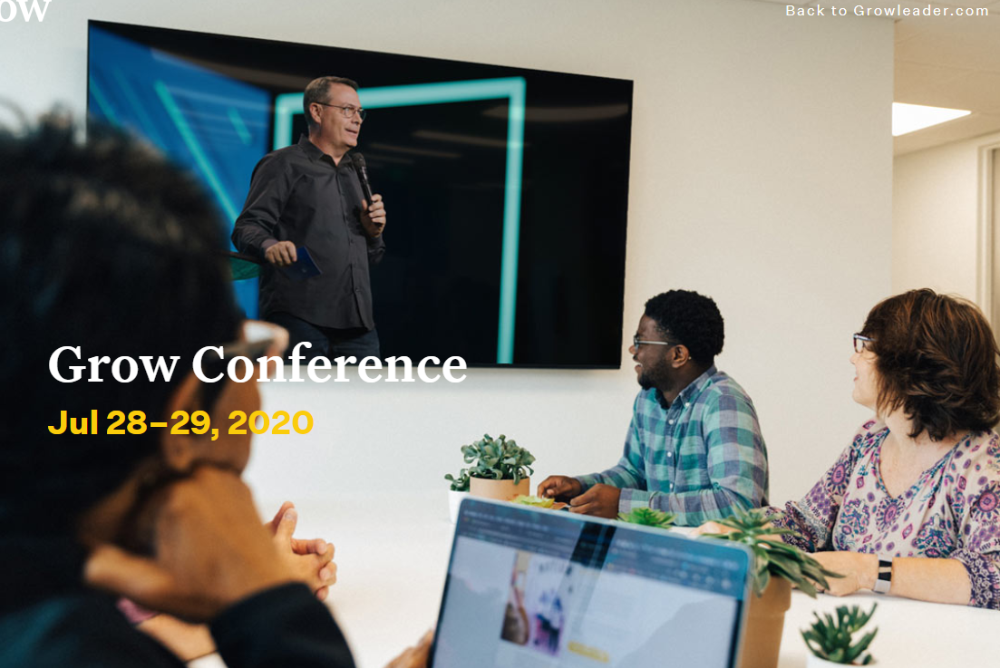 ow
Back to Growleader.com
Grow Conference
Jul 28–29, 2020